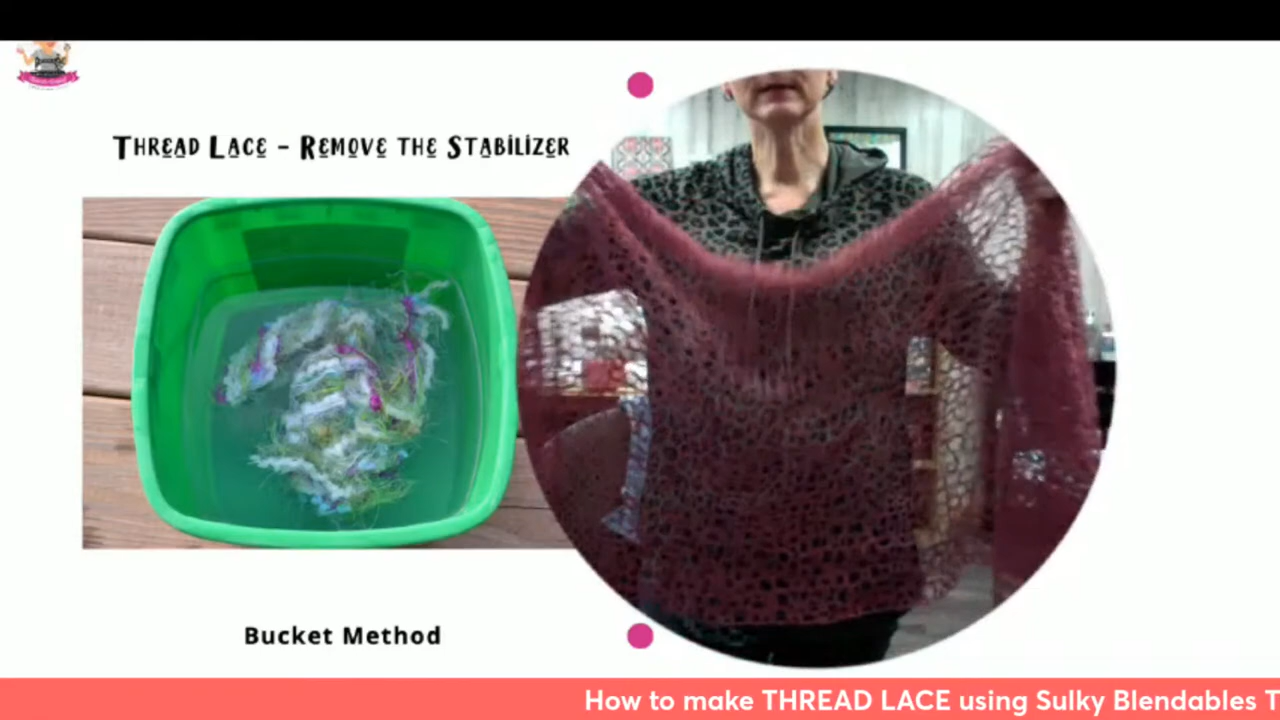 Thread Lace - Remove the Stabilizer
Bucket Method
How to make THREAD LACE using Sulky Blendables T